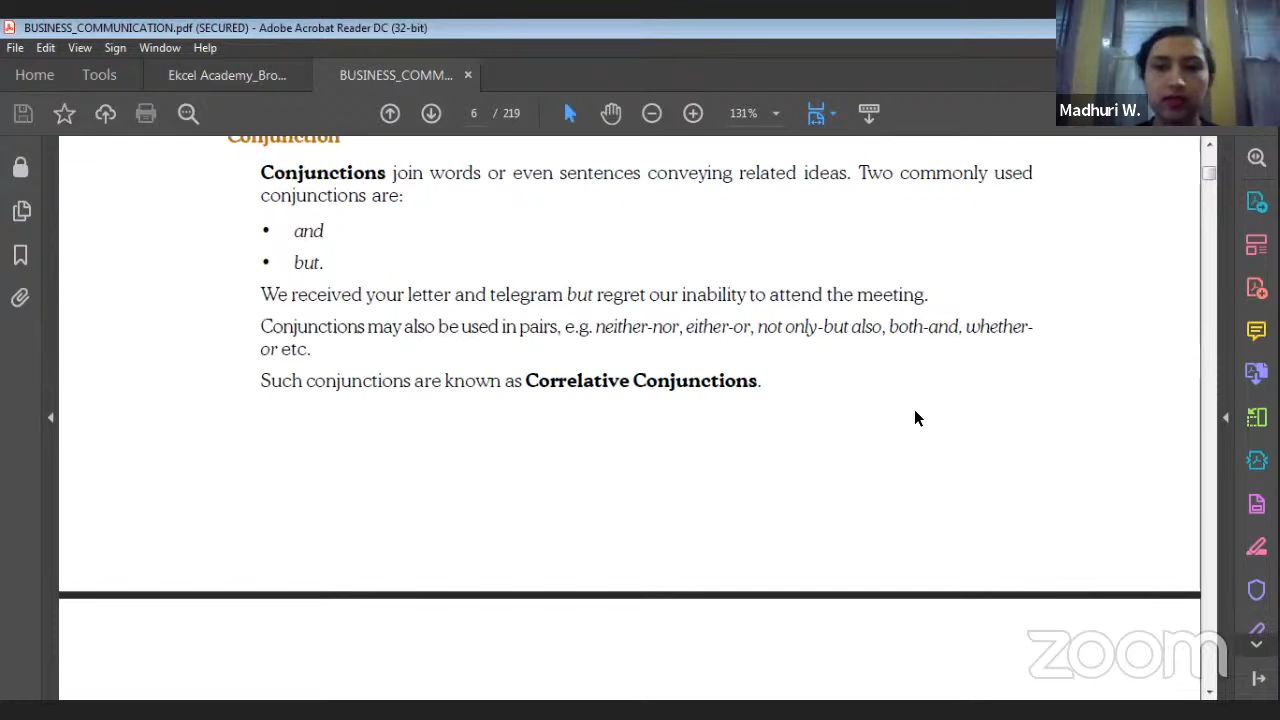 BUSINESS_COMMUNICATION.pdf (SECURED) - Adobe Acrobat Reader DC (32-bit)
File Edit View Sign Window Help
Home Tools Ekcel Academy_Bro... BUSINESS_COMM... ×
6 / 219 131%
Madhuri W.
Conjunction
Conjunctions join words or even sentences conveying related ideas. Two commonly used
conjunctions are:
• and
• but.
We received your letter and telegram but regret our inability to attend the meeting.
Conjunctions may also be used in pairs, e.g. neither-nor, either-or, not only-but also, both-and, whether-
or etc.
Such conjunctions are known as Correlative Conjunctions.
zoom